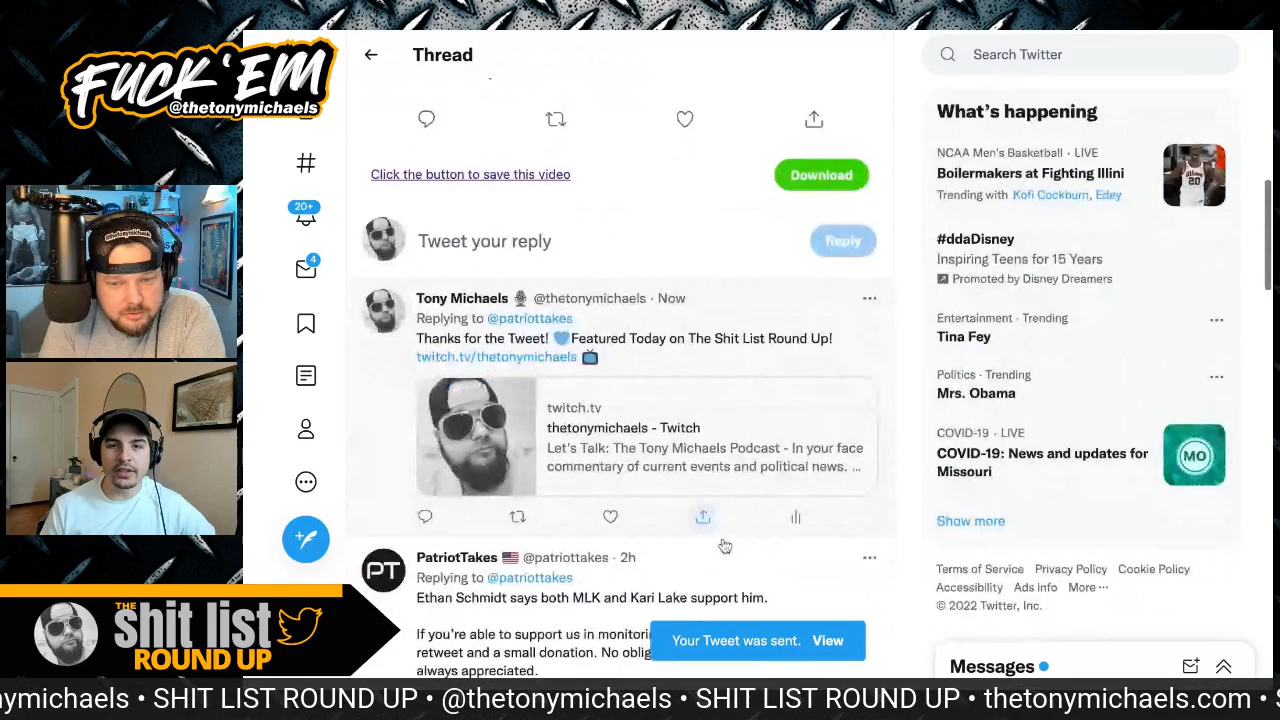 FUCK'EM
@thetonymichaels
Thread
Search Twitter
What's happening
NCAA Men's Basketball · LIVE
Boilermakers at Fighting Illini
Trending with Kofi Cockburn, Edey
#ddaDisney
Inspiring Teens for 15 Years
Promoted by Disney Dreamers
Entertainment · Trending
Tina Fey
Politics · Trending
Mrs. Obama
COVID-19 · LIVE
COVID-19: News and updates for
Missouri
MO
Show more
Terms of Service Privacy Policy Cookie Policy
Accessibility Ads info More ···
© 2022 Twitter, Inc.
Messages
20+
4
Click the button to save this video
Download
Tweet your reply
Reply
Tony Michaels @thetonymichaels · Now
Replying to @patriottakes
Thanks for the Tweet! 💙Featured Today on The Shit List Round Up!
twitch.tv/thetonymichaels 📺
twitch.tv
thetonymichaels - Twitch
Let's Talk: The Tony Michaels Podcast - In your face
commentary of current events and political news. ...
PT
PatriotTakes 🇺🇸 @patriottakes · 2h
Replying to @patriottakes
Ethan Schmidt says both MLK and Kari Lake support him.
If you're able to support us in monitori
retweet and a small donation. No oblig
always appreciated.
Your Tweet was sent. View
THE
shit list
ROUND UP
nymichaels • SHIT LIST ROUND UP • @thetonymichaels • SHIT LIST ROUND UP • thetonymichaels.com • S